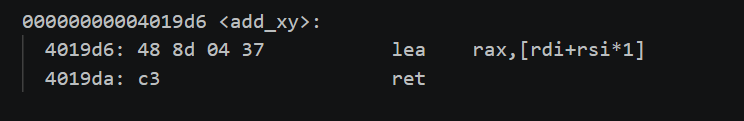 00000000004019d6 <add_xy>:
4019d6: 48 8d 04 37 lea rax,[rdi+rsi*1]
4019da: c3 ret